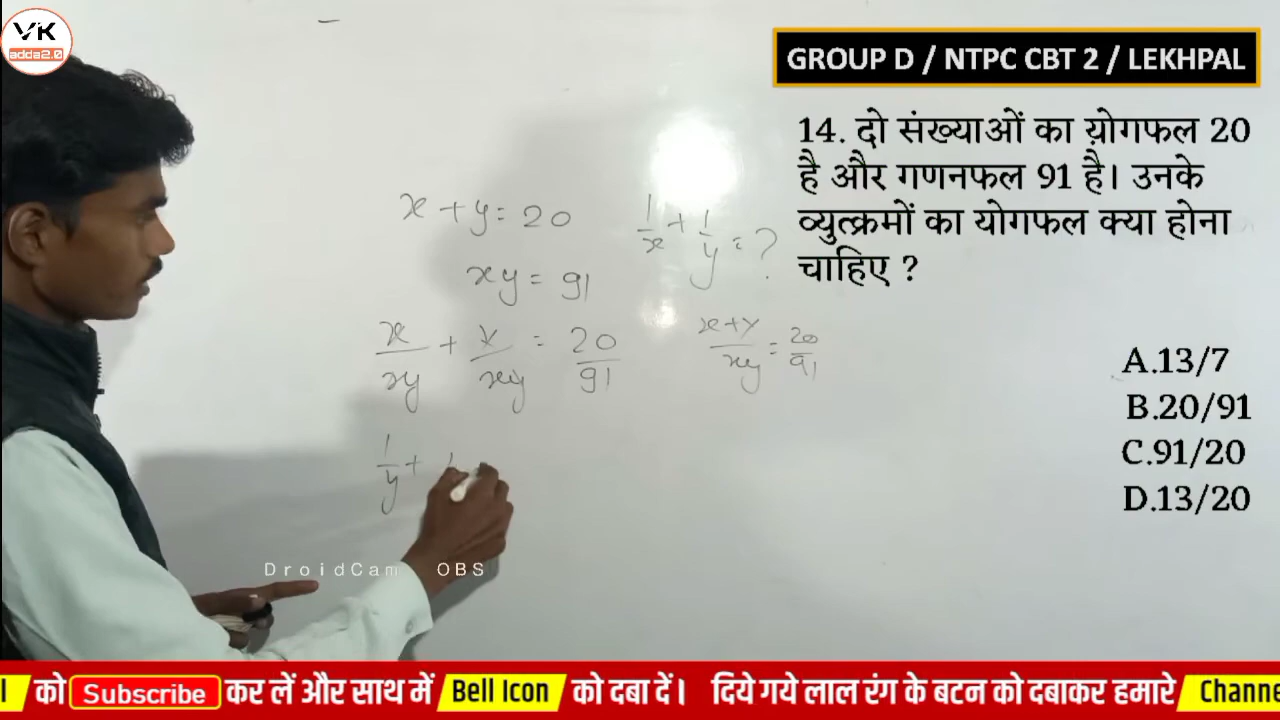 VK
adda2.0
GROUP D / NTPC CBT 2 / LEKHPAL
14. दो संख्याओं का य़ोगफल 20
है और गणनफल 91 है। उनके
व्युत्क्रमों का योगफल क्या होना
चाहिए ?
A.13/7
B.20/91
C.91/20
D.13/20
x + y = 20
1/x + 1/y = ?
xy = 91
x/xy + y/xy = 20/91
x+y/xy = 20/91
1/y +
DroidCam OBS
को Subscribe कर लें और साथ में Bell Icon को दबा दें। दिये गये लाल रंग के बटन को दबाकर हमारे